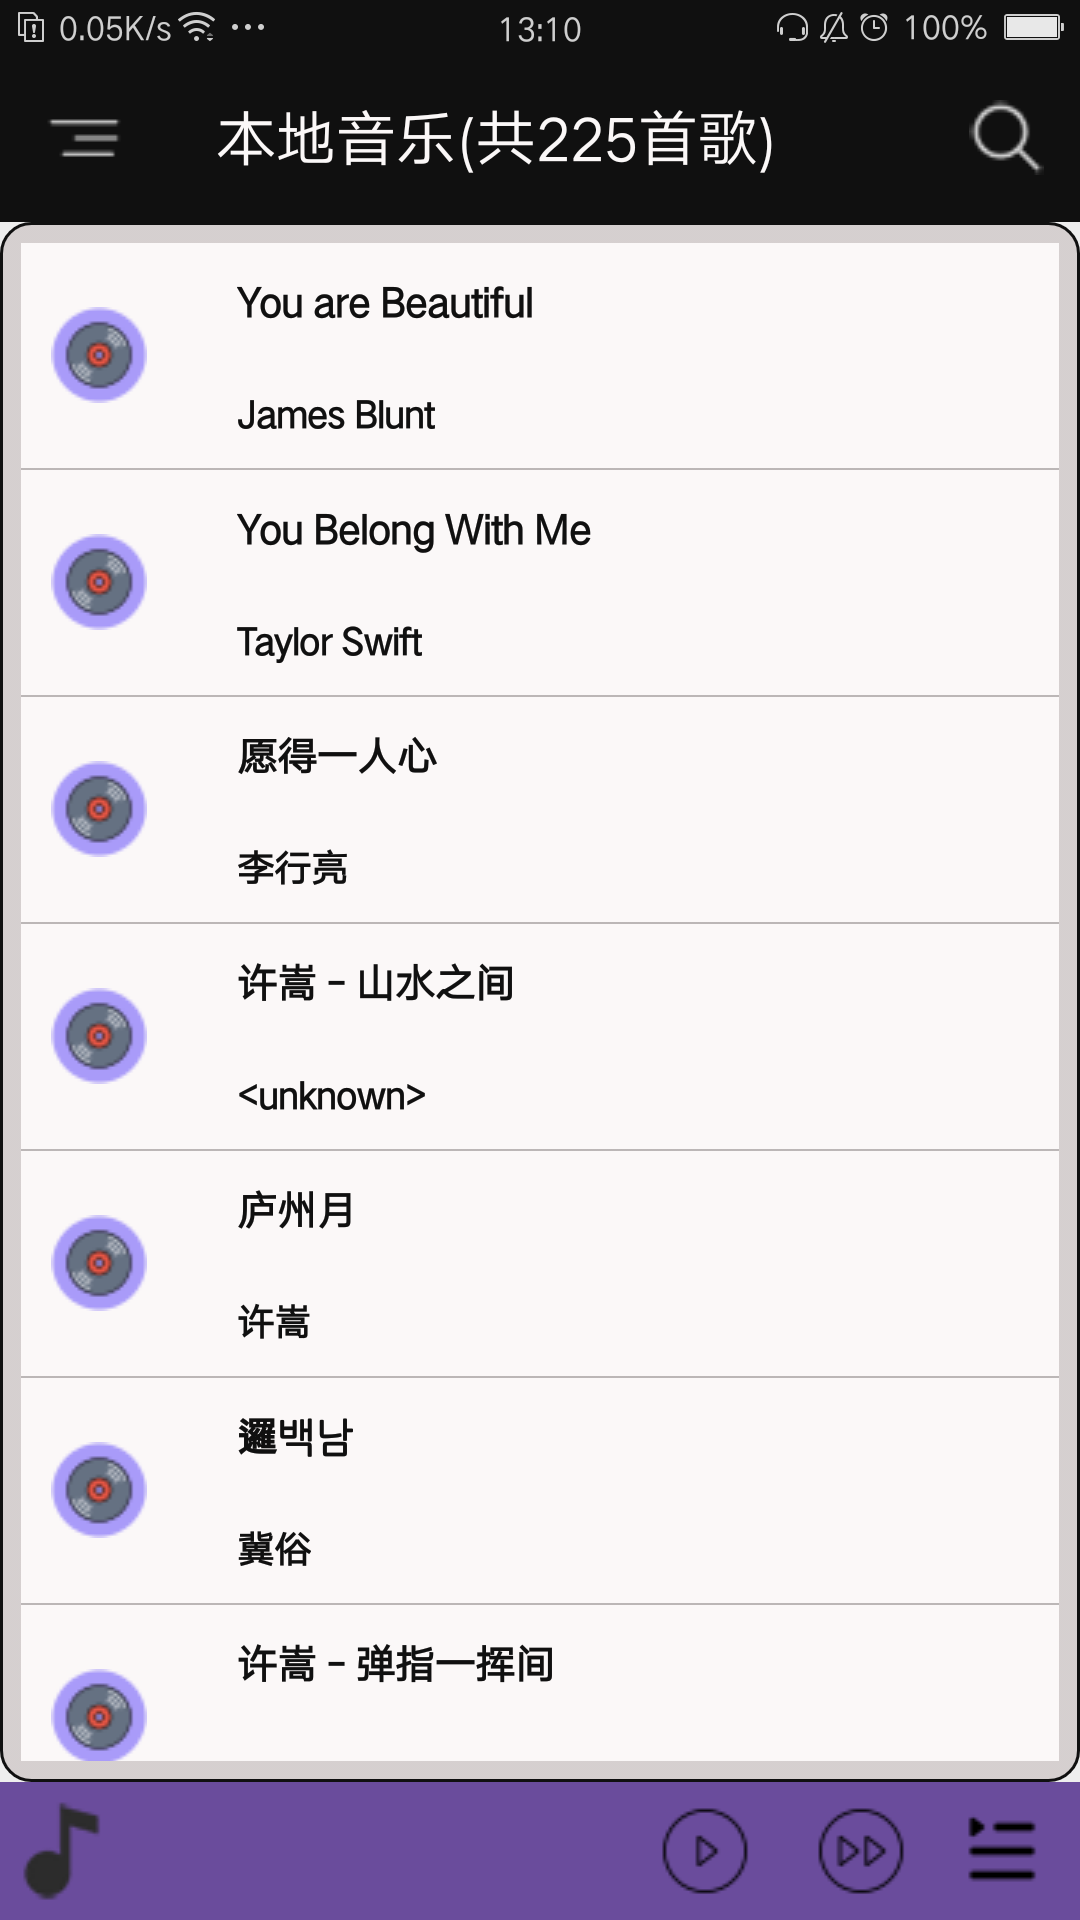 0.05K/s
13:10
100%
本地音乐(共225首歌)
You are Beautiful
James Blunt
You Belong With Me
Taylor Swift
愿得一人心
李行亮
许嵩 - 山水之间
<unknown>
庐州月
许嵩
邏백남
冀俗
许嵩 - 弹指一挥间